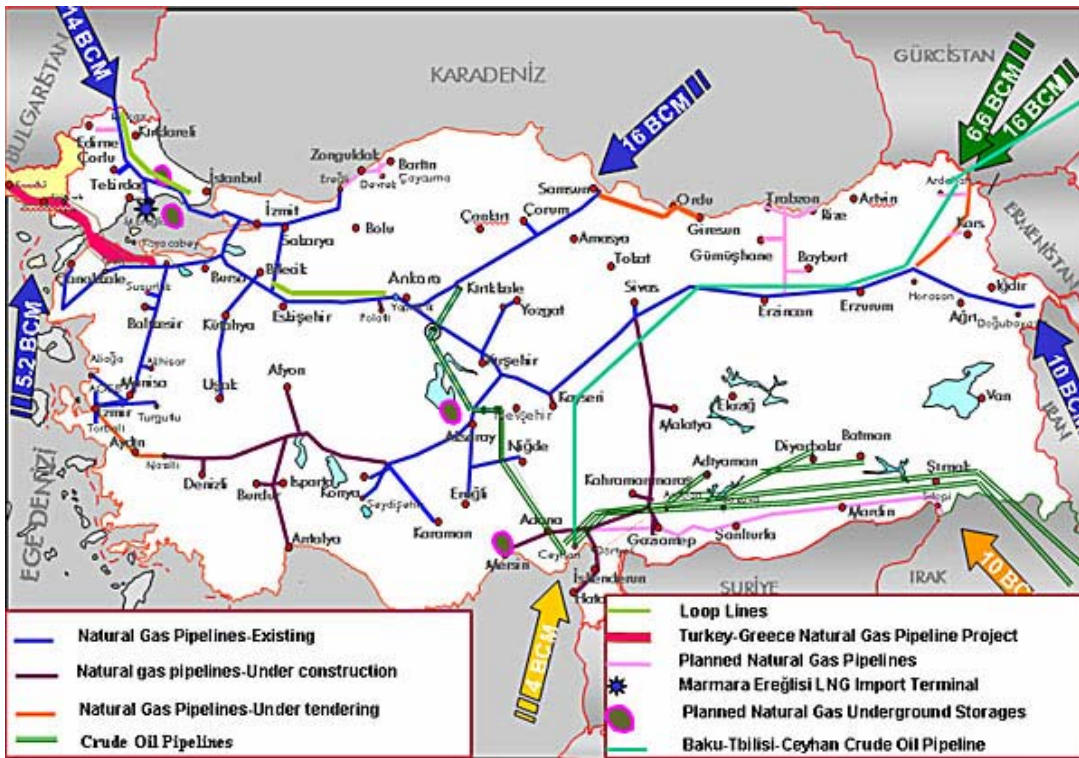 14 BCM
BULGARİSTAN
KARADENİZ
GÜRCİSTAN
6,6 BCM
16 BCM
16 BCM
ERMENİSTAN
Edirne
Kırklareli
Çorlu
Tekirdağ
İstanbul
Zonguldak
Bartın
Ereğli
Devrek
Çaycuma
İzmit
Sakarya
Bolu
Çankırı
Çorum
Samsun
Amasya
Tokat
Ordu
Giresun
Trabzon
Rize
Artvin
Ardahan
Kars
Gümüşhane
Bayburt
Karacabey
Çanakkale
Bursa
Bilecik
Ankara
Kırıkkale
Sivas
Susurluk
Eskişehir
Polatlı
Yozgat
Erzincan
Erzurum
Horasan
Iğdır
Ağrı
Doğubayazıt
Balıkesir
Kütahya
5.2 BCM
10 BCM
Aliağa
Akhisar
Manisa
Uşak
Afyon
Kırşehir
Kayseri
Nevşehir
Elazığ
Van
İRAN
İzmir
Turgutlu
Torbalı
Malatya
Aydın
Nazilli
Aksaray
Niğde
Diyarbakır
Batman
Adıyaman
Şırnak
Denizli
Burdur
Isparta
Konya
Seydişehir
Ereğli
Kahramanmaraş
EGE DENİZİ
Karaman
Adana
Gaziantep
Şanlıurfa
Mardin
Antalya
Mersin
Ceyhan
Dörtyol
İskenderun
SURİYE
IRAK
4 BCM
Natural Gas Pipelines-Existing
Natural gas pipelines-Under construction
Natural Gas Pipelines-Under tendering
Crude Oil Pipelines
Loop Lines
Turkey-Greece Natural Gas Pipeline Project
Planned Natural Gas Pipelines
Marmara Ereğlisi LNG Import Terminal
Planned Natural Gas Underground Storages
Baku-Tbilisi-Ceyhan Crude Oil Pipeline